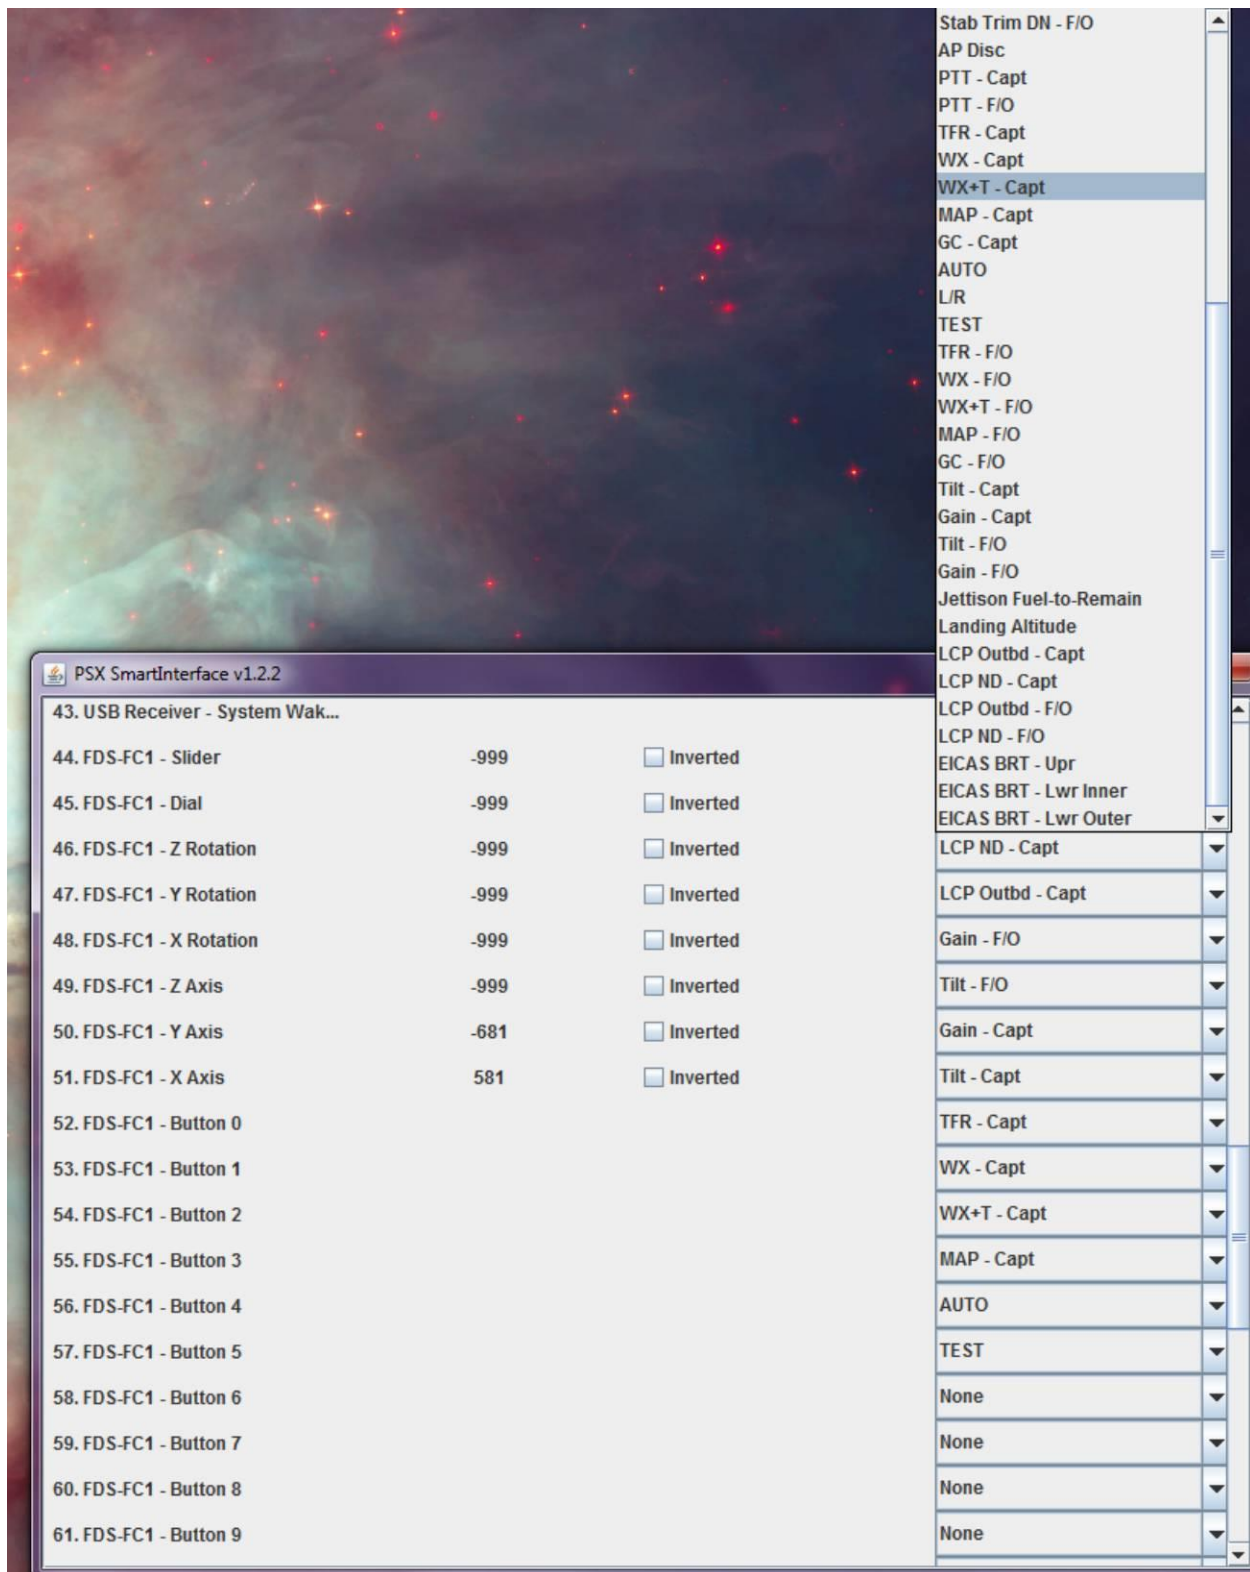 Stab Trim DN - F/O
AP Disc
PTT - Capt
PTT - F/O
TFR - Capt
WX - Capt
WX+T - Capt
MAP - Capt
GC - Capt
AUTO
L/R
TEST
TFR - F/O
WX - F/O
WX+T - F/O
MAP - F/O
GC - F/O
Tilt - Capt
Gain - Capt
Tilt - F/O
Gain - F/O
Jettison Fuel-to-Remain
Landing Altitude
LCP Outbd - Capt
LCP ND - Capt
LCP Outbd - F/O
LCP ND - F/O
EICAS BRT - Upr
EICAS BRT - Lwr Inner
EICAS BRT - Lwr Outer
PSX SmartInterface v1.2.2
43. USB Receiver - System Wak...
44. FDS-FC1 - Slider -999 Inverted
45. FDS-FC1 - Dial -999 Inverted
46. FDS-FC1 - Z Rotation -999 Inverted LCP ND - Capt
47. FDS-FC1 - Y Rotation -999 Inverted LCP Outbd - Capt
48. FDS-FC1 - X Rotation -999 Inverted Gain - F/O
49. FDS-FC1 - Z Axis -999 Inverted Tilt - F/O
50. FDS-FC1 - Y Axis -681 Inverted Gain - Capt
51. FDS-FC1 - X Axis 581 Inverted Tilt - Capt
52. FDS-FC1 - Button 0 TFR - Capt
53. FDS-FC1 - Button 1 WX - Capt
54. FDS-FC1 - Button 2 WX+T - Capt
55. FDS-FC1 - Button 3 MAP - Capt
56. FDS-FC1 - Button 4 AUTO
57. FDS-FC1 - Button 5 TEST
58. FDS-FC1 - Button 6 None
59. FDS-FC1 - Button 7 None
60. FDS-FC1 - Button 8 None
61. FDS-FC1 - Button 9 None